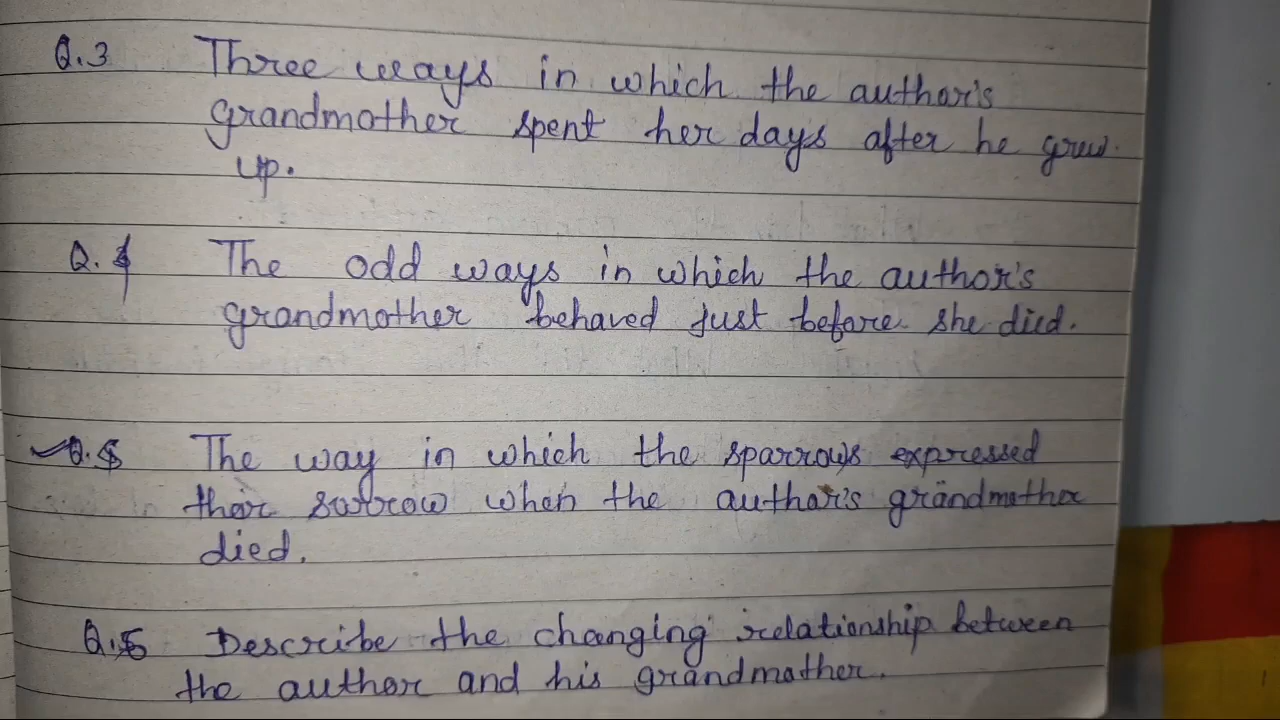 Q.3 Three ways in which the author's
grandmother spent her days after he grew
up.
Q.4 The odd ways in which the author's
grandmother behaved just before she died.
Q.5 The way in which the sparrows expressed
their sorrow when the author's grandmother
died.
Q.6 Describe the changing relationship between
the author and his grandmother.